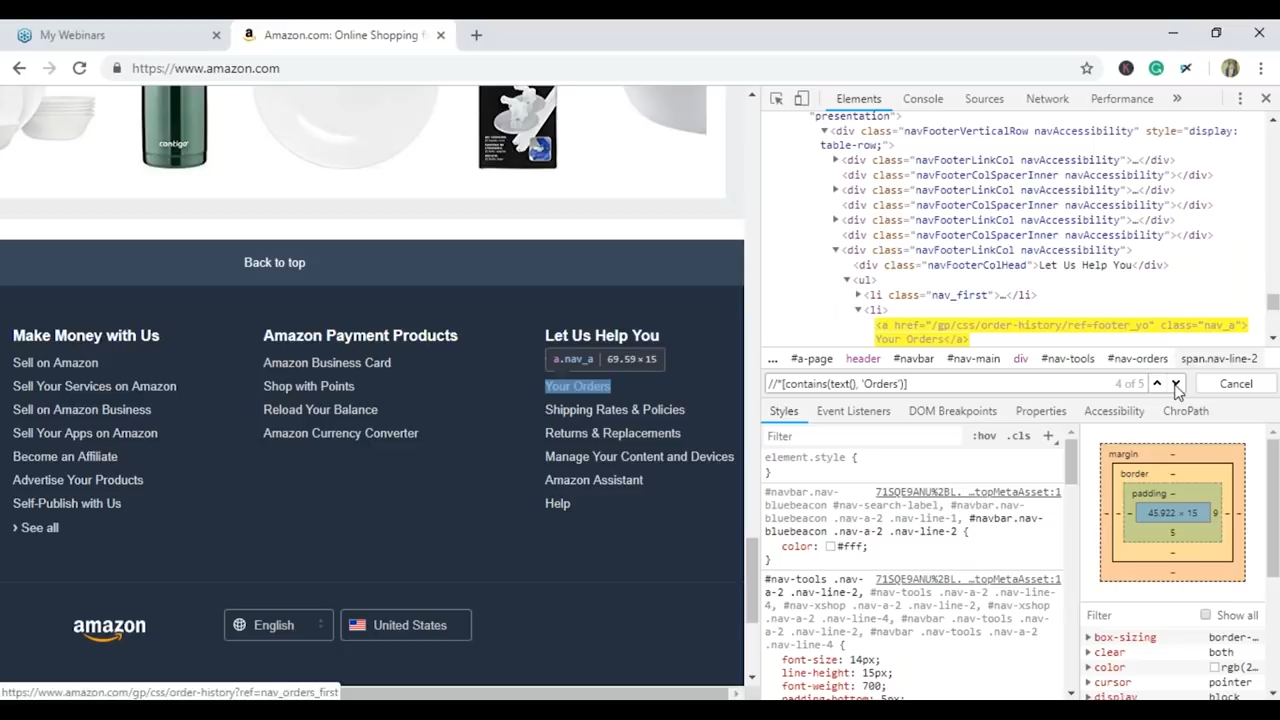 My Webinars
Amazon.com: Online Shopping f
https://www.amazon.com
contigo
Back to top
Make Money with Us
Sell on Amazon
Sell Your Services on Amazon
Sell on Amazon Business
Sell Your Apps on Amazon
Become an Affiliate
Advertise Your Products
Self-Publish with Us
› See all
Amazon Payment Products
Amazon Business Card
Shop with Points
Reload Your Balance
Amazon Currency Converter
Let Us Help You
a.nav_a | 69.59×15
Your Orders
Shipping Rates & Policies
Returns & Replacements
Manage Your Content and Devices
Amazon Assistant
Help
amazon
English
United States
https://www.amazon.com/gp/css/order-history?ref=nav_orders_first
Elements Console Sources Network Performance »
"presentation">
▼<div class="navFooterVerticalRow navAccessibility" style="display:
table-row;">
▶<div class="navFooterLinkCol navAccessibility">…</div>
<div class="navFooterColSpacerInner navAccessibility"></div>
▶<div class="navFooterLinkCol navAccessibility">…</div>
<div class="navFooterColSpacerInner navAccessibility"></div>
▶<div class="navFooterLinkCol navAccessibility">…</div>
<div class="navFooterColSpacerInner navAccessibility"></div>
▼<div class="navFooterLinkCol navAccessibility">
<div class="navFooterColHead">Let Us Help You</div>
▼<ul>
▶<li class="nav_first">…</li>
▼<li>
<a href="/gp/css/order-history/ref=footer_yo" class="nav_a">
Your Orders</a>
... #a-page header #navbar #nav-main div #nav-tools #nav-orders span.nav-line-2
//*[contains(text(), 'Orders')] 4 of 5 Cancel
Styles Event Listeners DOM Breakpoints Properties Accessibility ChroPath
Filter :hov .cls +
element.style {
}
#navbar.nav- 71SQE9ANU%2BL. …topMetaAsset:1
bluebeacon #nav-search-label, #navbar.nav-
bluebeacon .nav-a-2 .nav-line-1, #navbar.nav-
bluebeacon .nav-a-2 .nav-line-2 {
color: #fff;
}
#nav-tools .nav- 71SQE9ANU%2BL. …topMetaAsset:1
a-2 .nav-line-2, #nav-tools .nav-a-2 .nav-line-
4, #nav-xshop .nav-a-2 .nav-line-2, #nav-xshop
.nav-a-2 .nav-line-4, #navbar .nav-tools .nav-
a-2 .nav-line-2, #navbar .nav-tools .nav-a-2
.nav-line-4 {
font-size: 14px;
line-height: 15px;
font-weight: 700;
padding-bottom: 5px;
margin –
border –
padding –
45.922 × 15
9
5
Filter Show all
▶box-sizing border-…
▶clear both
▶color rgb(2…
▶cursor pointer
▶display block